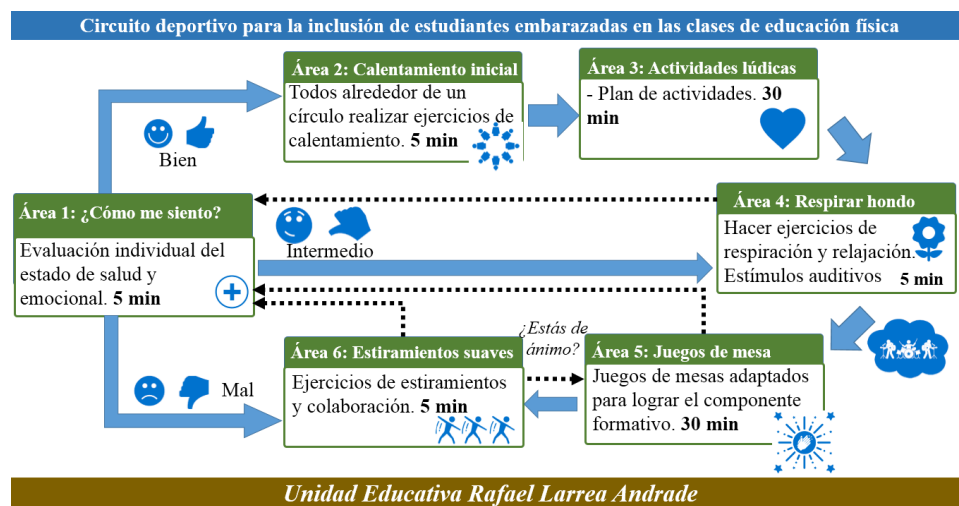 Circuito deportivo para la inclusión de estudiantes embarazadas en las clases de educación física
Área 2: Calentamiento inicial
Todos alrededor de un
círculo realizar ejercicios de
calentamiento. 5 min
Área 3: Actividades lúdicas
- Plan de actividades. 30
min
Bien
Área 1: ¿Cómo me siento?
Evaluación individual del
estado de salud y
emocional. 5 min
Intermedio
Área 4: Respirar hondo
Hacer ejercicios de
respiración y relajación.
Estímulos auditivos 5 min
Mal
Área 6: Estiramientos suaves
Ejercicios de estiramientos
y colaboración. 5 min
¿Estás de
ánimo?
Área 5: Juegos de mesa
Juegos de mesas adaptados
para lograr el componente
formativo. 30 min
Unidad Educativa Rafael Larrea Andrade